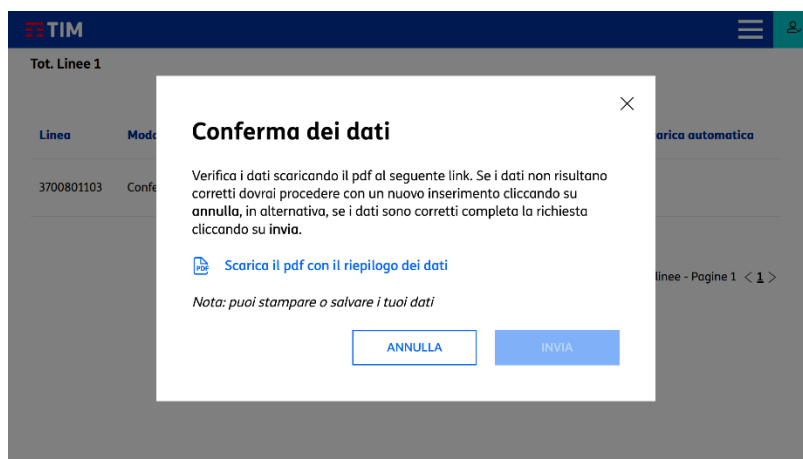 TIM
Tot. Linee 1
Conferma dei dati
Linea
Moda
arica automatica
Verifica i dati scaricando il pdf al seguente link. Se i dati non risultano
corretti dovrai procedere con un nuovo inserimento cliccando su
annulla, in alternativa, se i dati sono corretti completa la richiesta
cliccando su invia.
3700801103
Confe
PDF
Scarica il pdf con il riepilogo dei dati
linee - Pagine 1 < 1 >
Nota: puoi stampare o salvare i tuoi dati
ANNULLA
INVIA